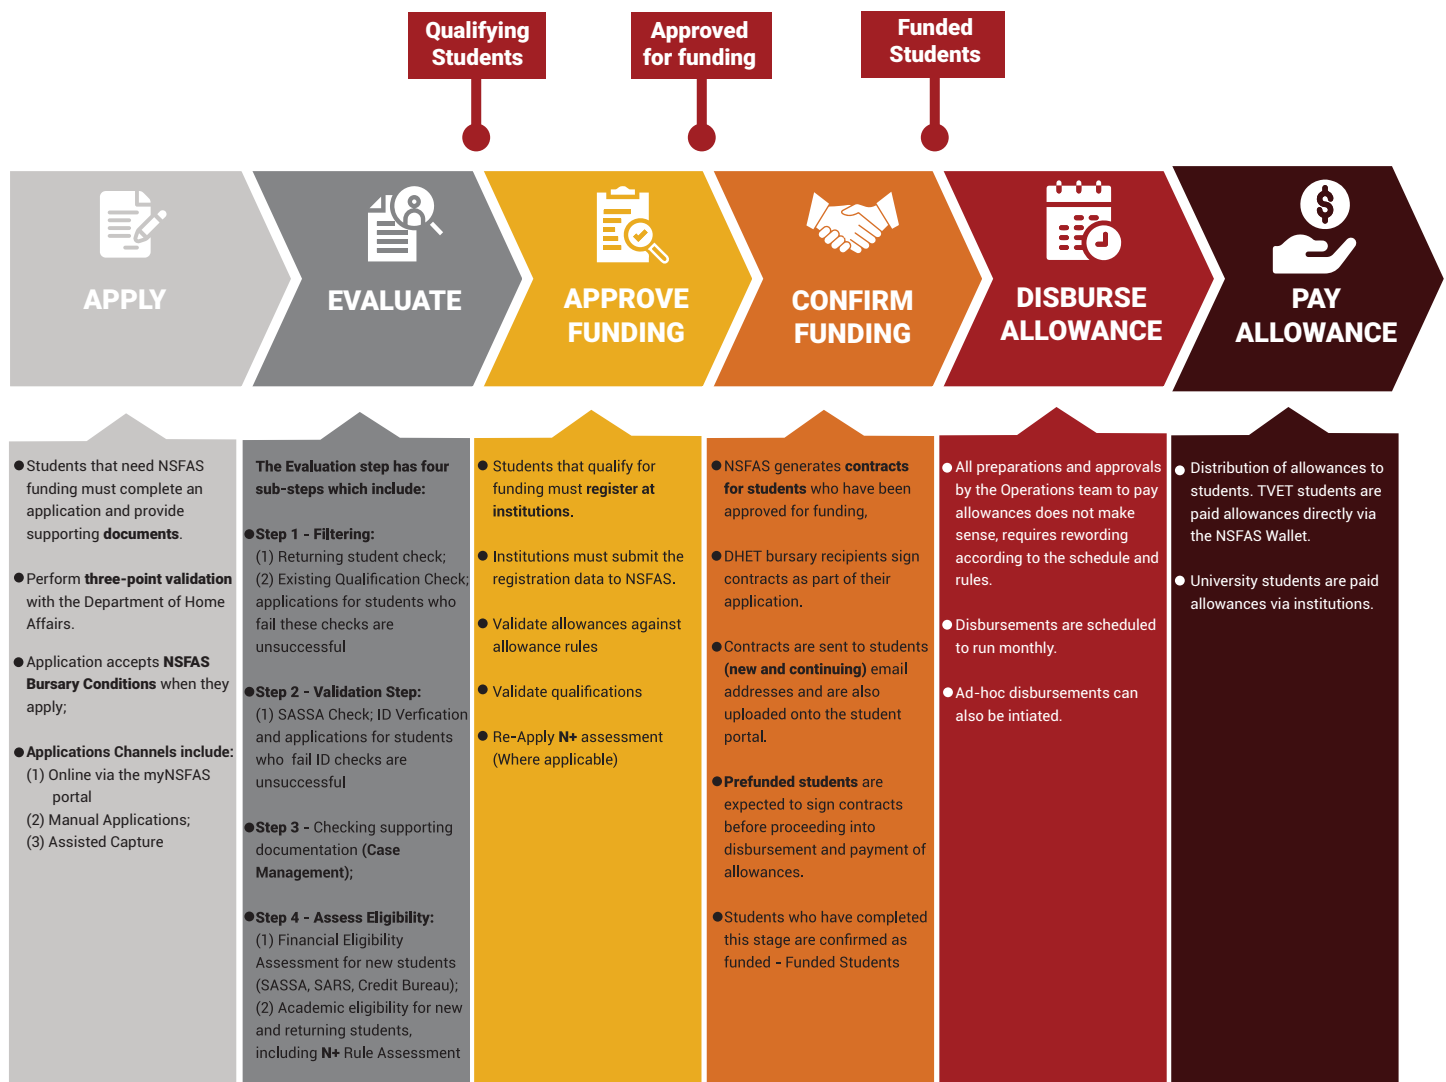 Qualifying
Students
Approved
for funding
Funded
Students
APPLY
EVALUATE
APPROVE
FUNDING
CONFIRM
FUNDING
DISBURSE
ALLOWANCE
$
PAY
ALLOWANCE
● Students that need NSFAS
funding must complete an
application and provide
supporting documents.
● Perform three-point validation
with the Department of Home
Affairs.
● Application accepts NSFAS
Bursary Conditions when they
apply;
● Applications Channels include:
(1) Online via the myNSFAS
portal
(2) Manual Applications;
(3) Assisted Capture
The Evaluation step has four
sub-steps which include:
● Step 1 - Filtering:
(1) Returning student check;
(2) Existing Qualification Check;
applications for students who
fail these checks are
unsuccessful
● Step 2 - Validation Step:
(1) SASSA Check; ID Verfication
and applications for students
who fail ID checks are
unsuccessful
● Step 3 - Checking supporting
documentation (Case
Management);
● Step 4 - Assess Eligibility:
(1) Financial Eligibility
Assessment for new students
(SASSA, SARS, Credit Bureau);
(2) Academic eligibility for new
and returning students,
including N+ Rule Assessment
● Students that qualify for
funding must register at
institutions.
● Institutions must submit the
registration data to NSFAS.
● Validate allowances against
allowance rules
● Validate qualifications
● Re-Apply N+ assessment
(Where applicable)
● NSFAS generates contracts
for students who have been
approved for funding,
● DHET bursary recipients sign
contracts as part of their
application.
● Contracts are sent to students
(new and continuing) email
addresses and are also
uploaded onto the student
portal.
● Prefunded students are
expected to sign contracts
before proceeding into
disbursement and payment of
allowances.
● Students who have completed
this stage are confirmed as
funded - Funded Students
● All preparations and approvals
by the Operations team to pay
allowances does not make
sense, requires rewording
according to the schedule and
rules.
● Disbursements are scheduled
to run monthly.
● Ad-hoc disbursements can
also be intiated.
● Distribution of allowances to
students. TVET students are
paid allowances directly via
the NSFAS Wallet.
● University students are paid
allowances via institutions.